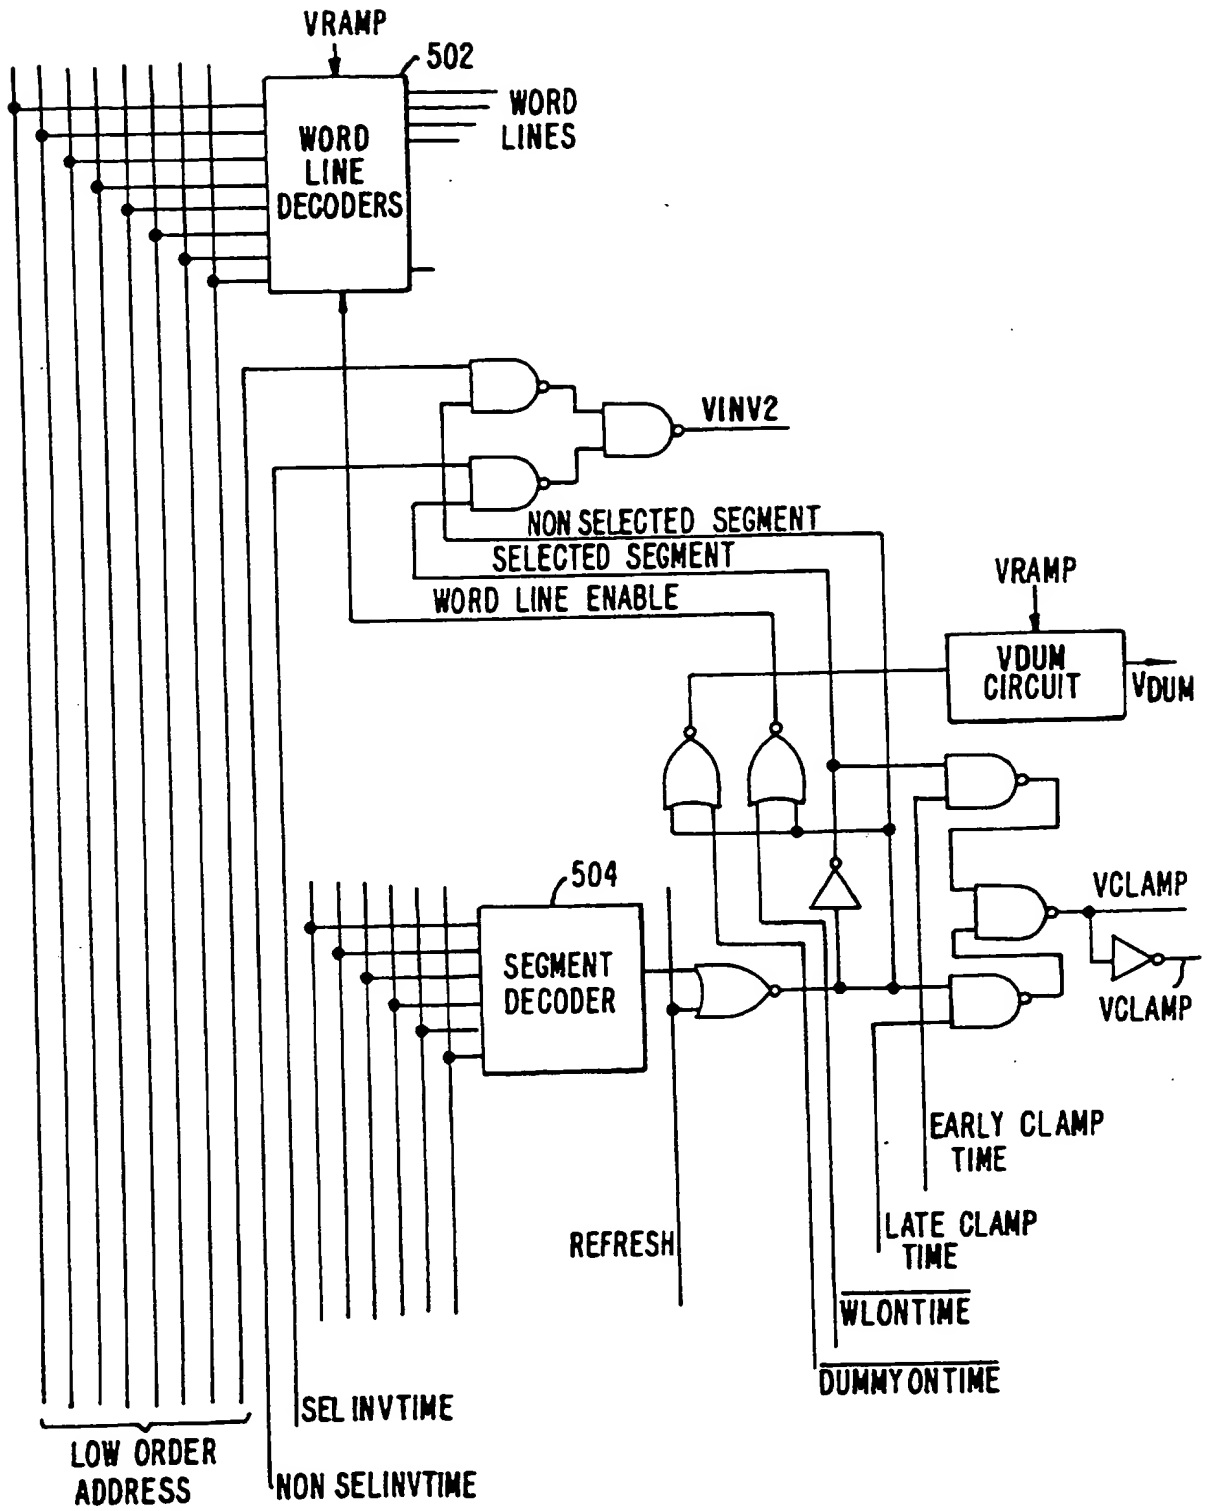 VRAMP
502
WORD
LINES
WORD
LINE
DECODERS
VINV2
NON SELECTED SEGMENT
SELECTED SEGMENT
WORD LINE ENABLE
VRAMP
VDUM
CIRCUIT
VDUM
504
SEGMENT
DECODER
VCLAMP
VCLAMP
EARLY CLAMP
TIME
LATE CLAMP
TIME
REFRESH
WLONTIME
DUMMYONTIME
SELINVTIME
LOW ORDER
ADDRESS
NON SELINVTIME